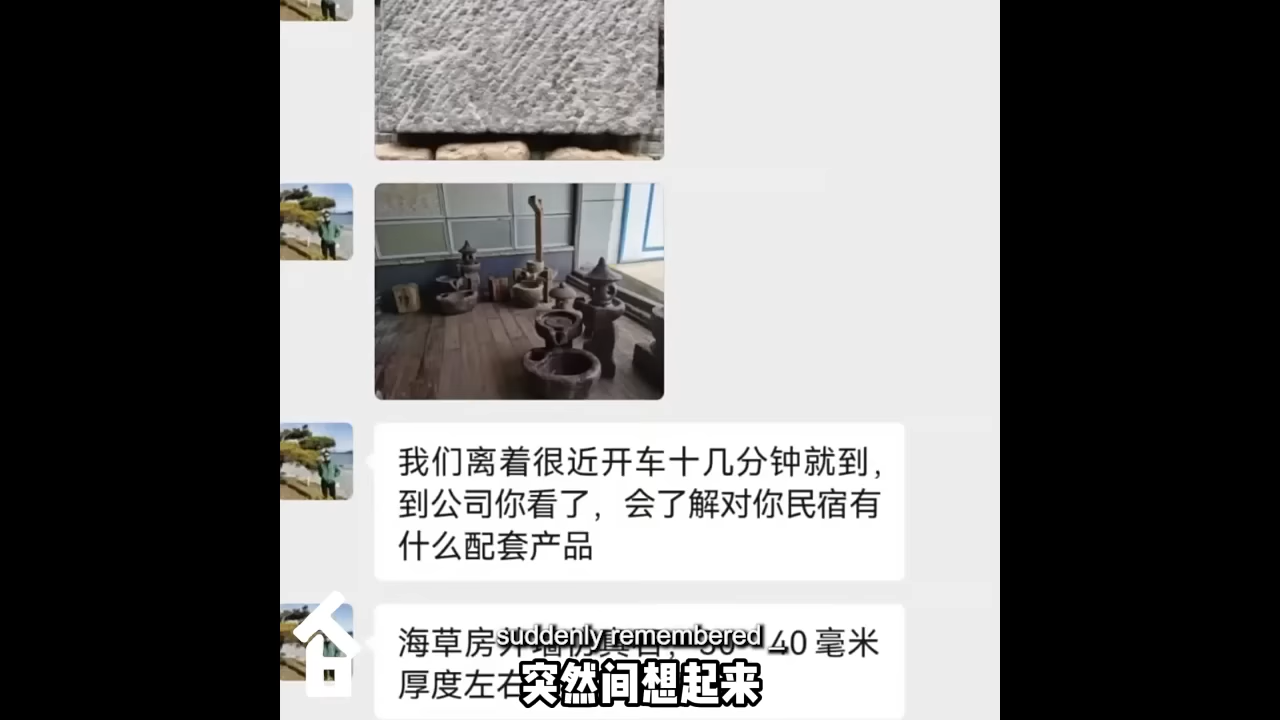 我们离着很近开车十几分钟就到，
到公司你看了，会了解对你民宿有
什么配套产品
海草房外墙仿真石，30 40毫米
厚度左右
suddenly remembered
突然间想起来